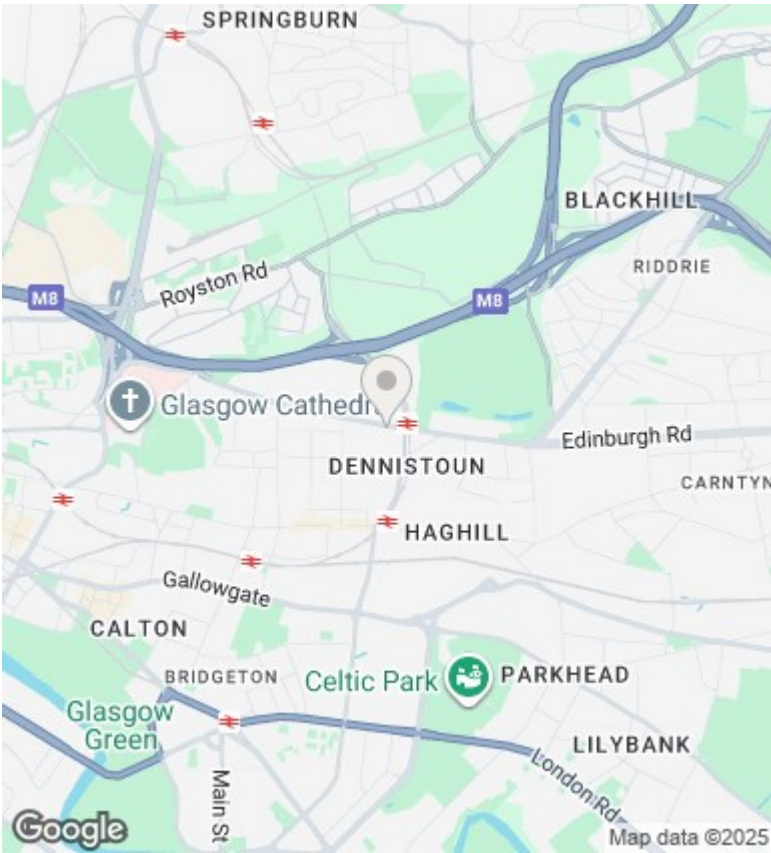 SPRINGBURN
BLACKHILL
RIDDRIE
Royston Rd
M8
M8
Glasgow Cathedr
Edinburgh Rd
DENNISTOUN
CARNTYN
HAGHILL
Gallowgate
CALTON
BRIDGETON
Celtic Park
PARKHEAD
Glasgow
Green
LILYBANK
London Rd
Main St
Google
Map data ©2025